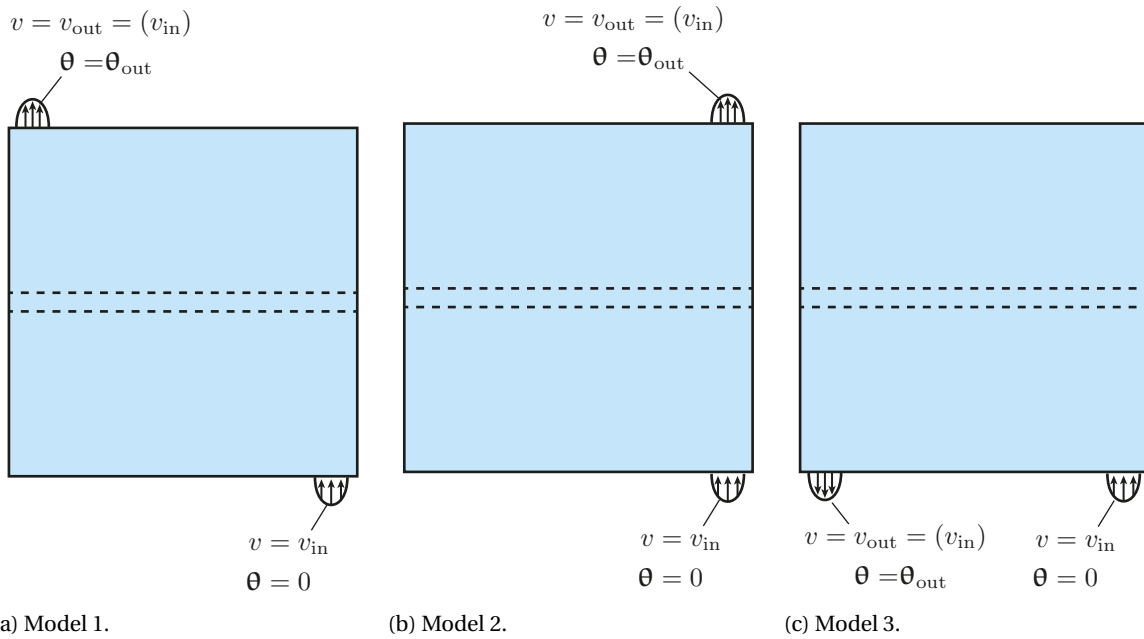 v = v_out = (v_in)
θ = θ_out
v = v_in
θ = 0
a) Model 1.
v = v_out = (v_in)
θ = θ_out
v = v_in
θ = 0
(b) Model 2.
v = v_out = (v_in)
θ = θ_out
v = v_in
θ = 0
(c) Model 3.